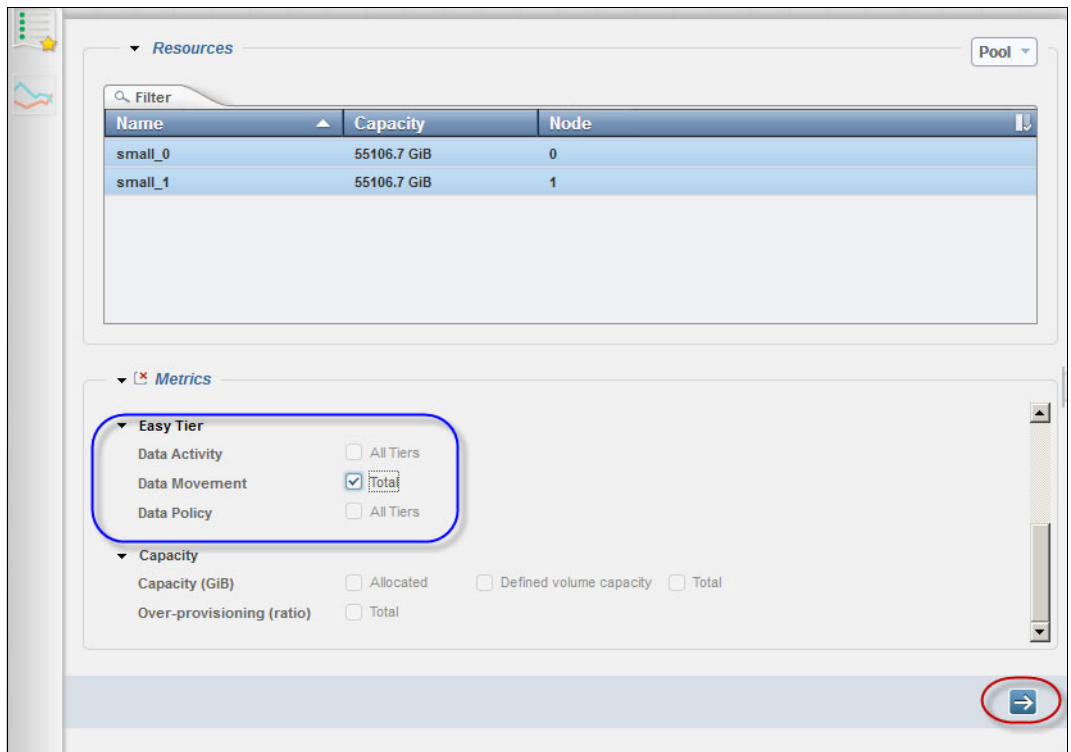 Resources
Pool
Filter
Name Capacity Node
small_0 55106.7 GiB 0
small_1 55106.7 GiB 1
Metrics
Easy Tier
Data Activity All Tiers
Data Movement Total
Data Policy All Tiers
Capacity
Capacity (GiB) Allocated Defined volume capacity Total
Over-provisioning (ratio) Total